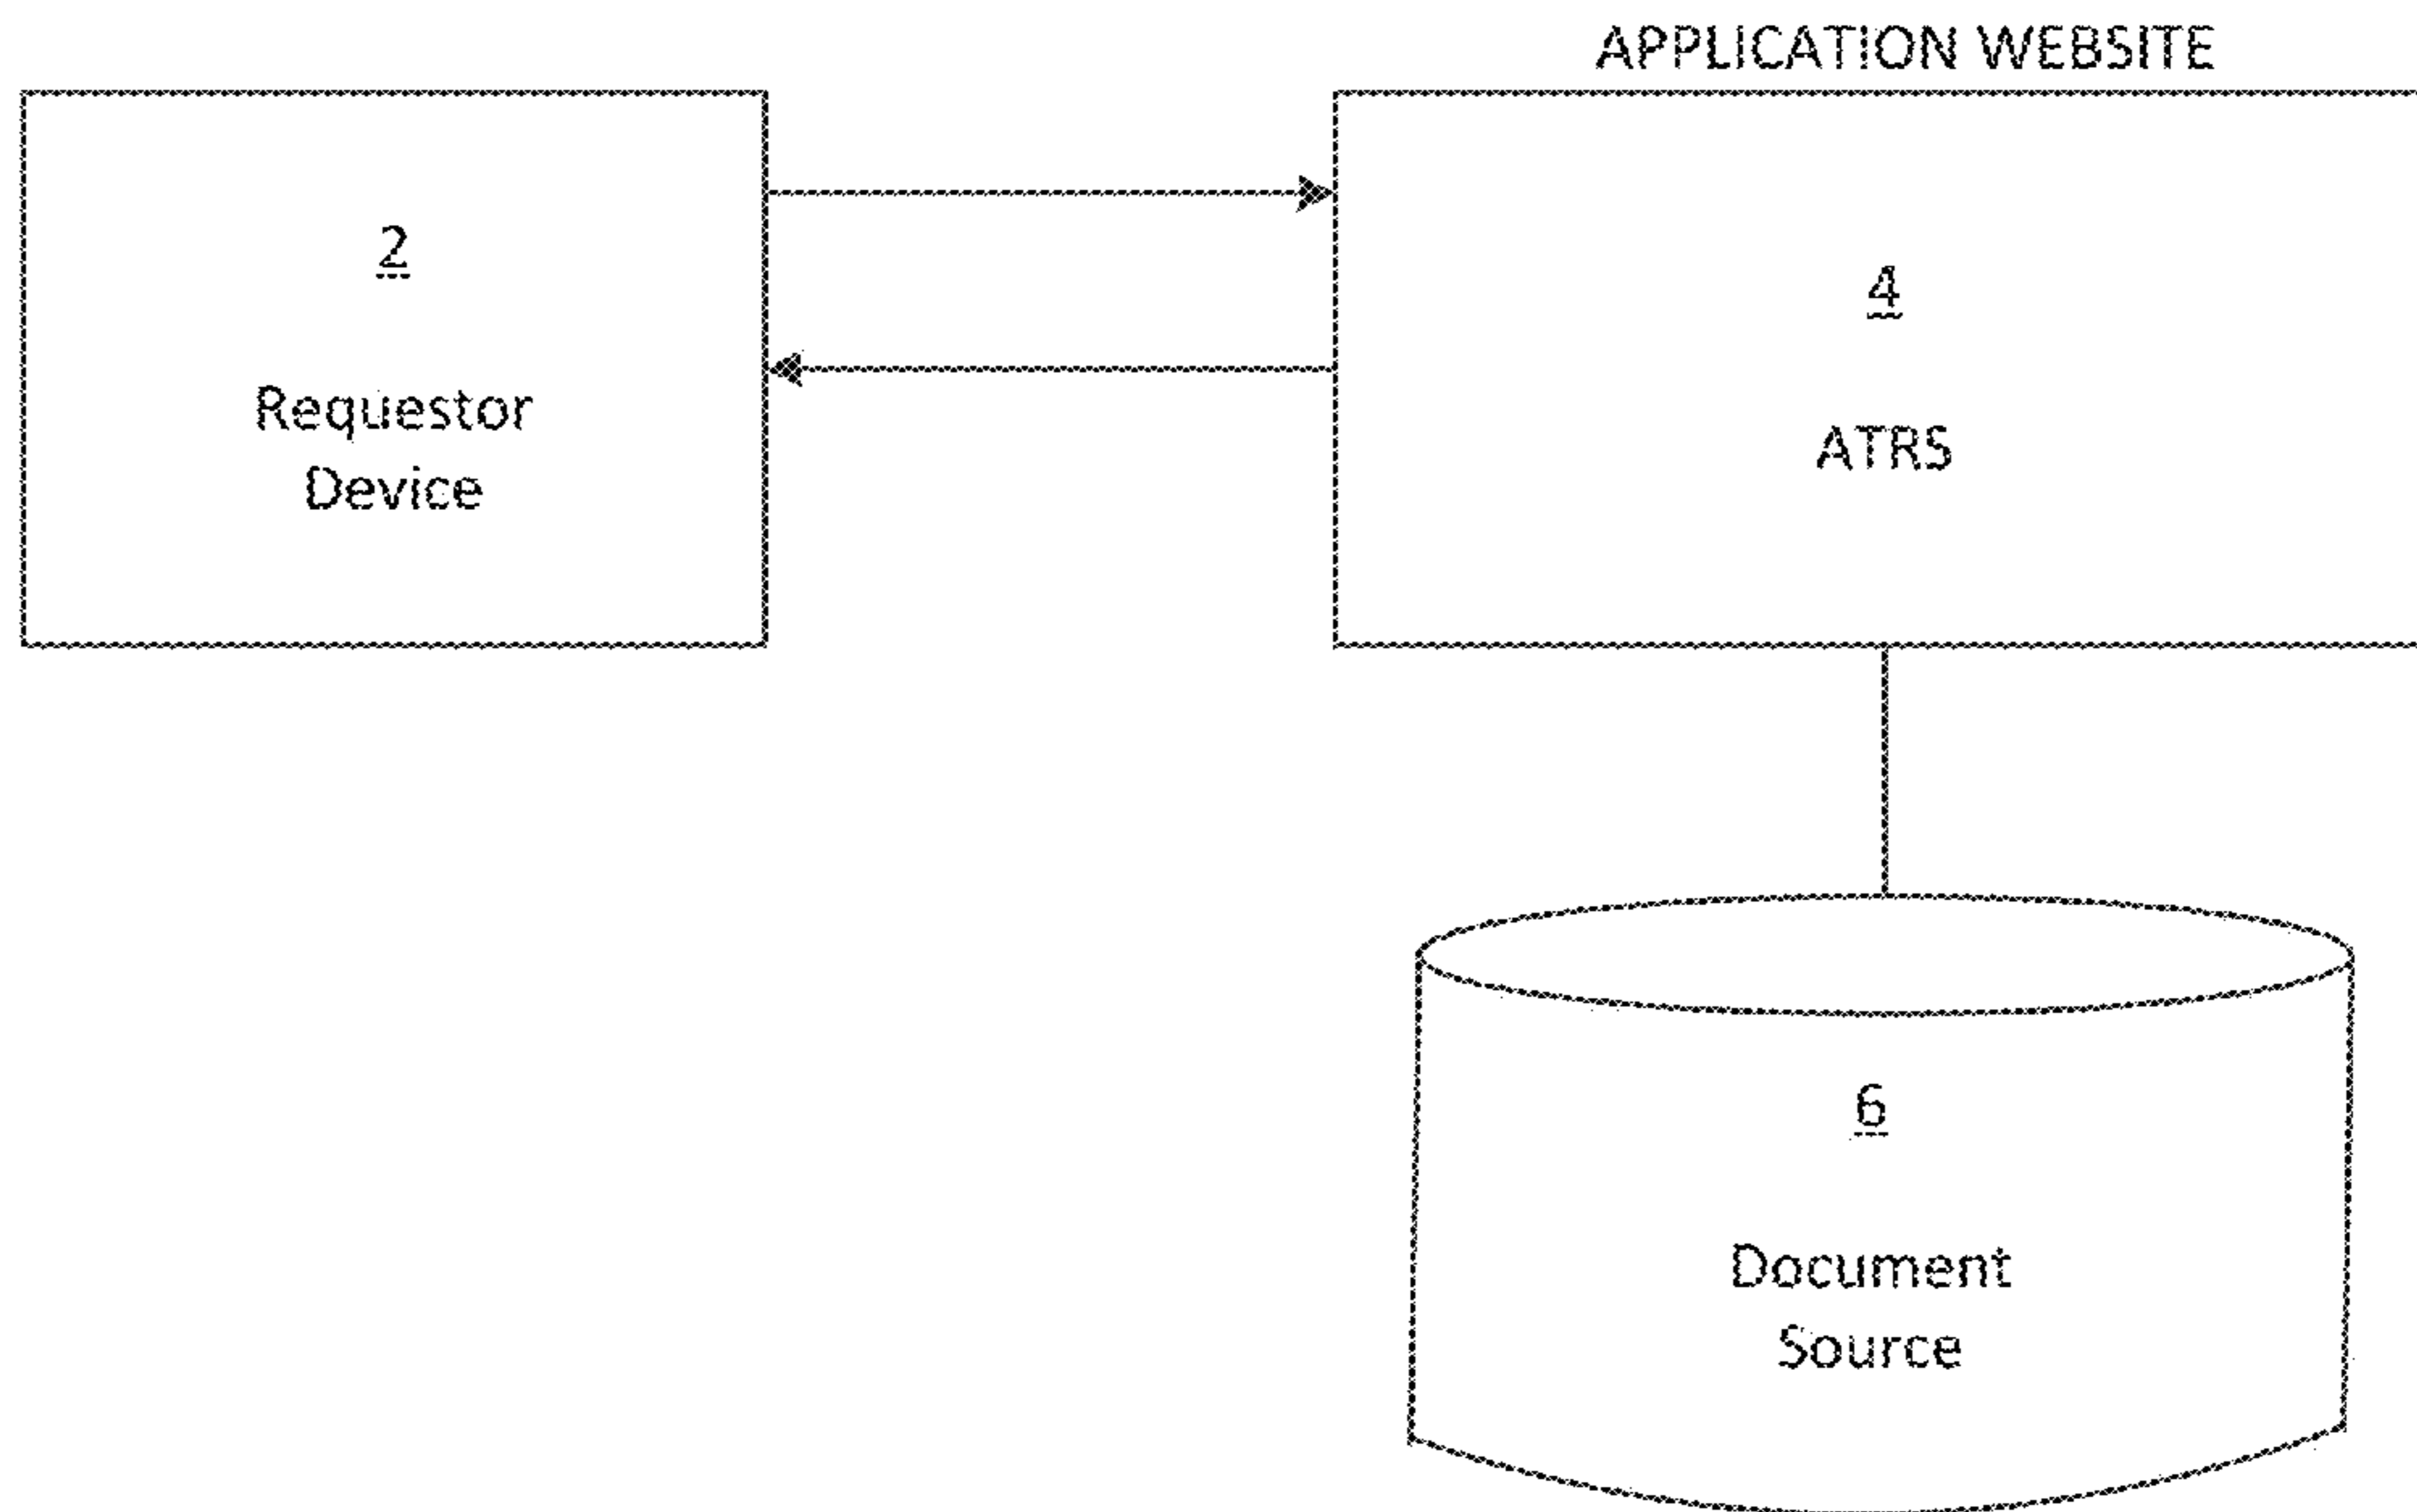 APPLICATION WEBSITE
2
Requestor
Device
4
ATRS
6
Document
Source